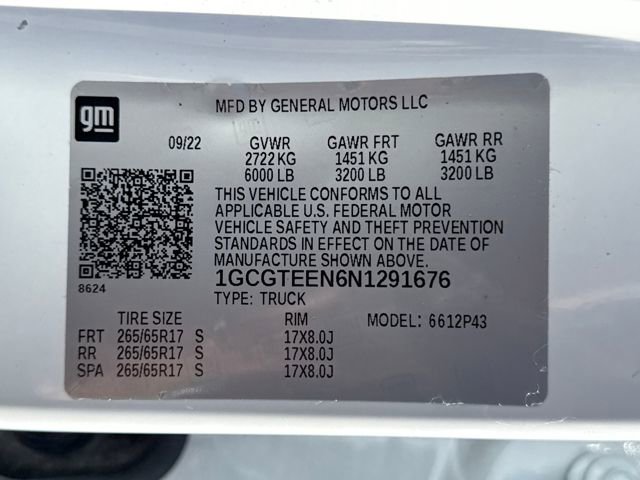 gm
MFD BY GENERAL MOTORS LLC
09/22 GVWR GAWR FRT GAWR RR
2722 KG 1451 KG 1451 KG
6000 LB 3200 LB 3200 LB
THIS VEHICLE CONFORMS TO ALL
APPLICABLE U.S. FEDERAL MOTOR
VEHICLE SAFETY AND THEFT PREVENTION
STANDARDS IN EFFECT ON THE DATE OF
MANUFACTURE SHOWN ABOVE.
8624 1GCGTEEN6N1291676
TYPE: TRUCK
TIRE SIZE RIM MODEL: 6612P43
FRT 265/65R17 S 17X8.0J
RR 265/65R17 S 17X8.0J
SPA 265/65R17 S 17X8.0J